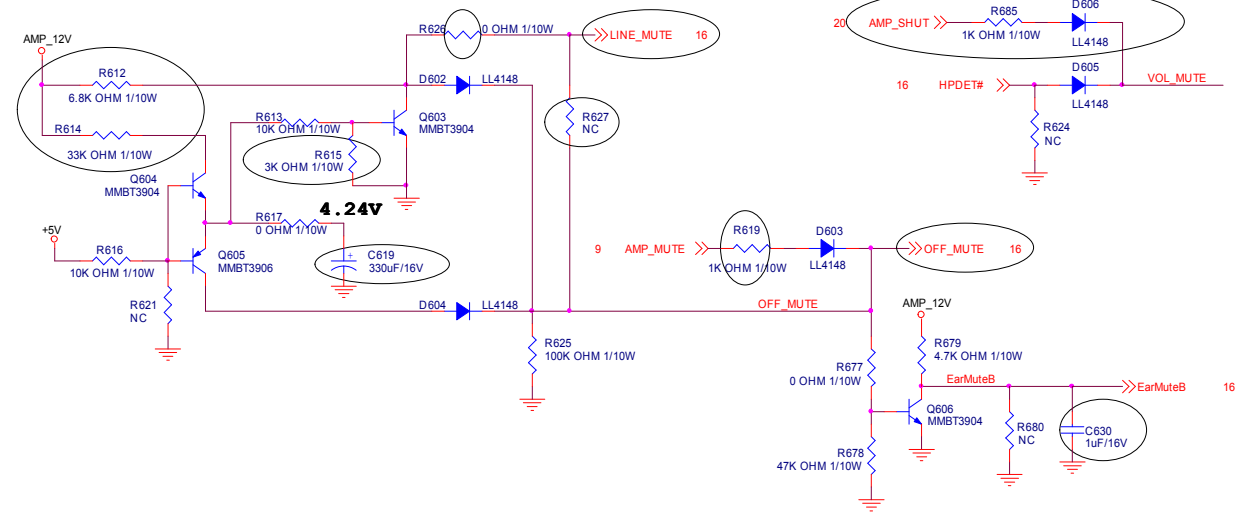 AMP_12V
R612
6.8K OHM 1/10W
R614
33K OHM 1/10W
R626
0 OHM 1/10W
LINE_MUTE 16
D602 LL4148
R613
10K OHM 1/10W
Q603
MMBT3904
R615
3K OHM 1/10W
R627
NC
Q604
MMBT3904
4.24V
R617
0 OHM 1/10W
+5V
R616
10K OHM 1/10W
Q605
MMBT3906
C619
330uF/16V
+
R621
NC
D604 LL4148
R625
100K OHM 1/10W
20 AMP_SHUT
R685
1K OHM 1/10W
D606
LL4148
16 HPDET#
D605
LL4148
VOL_MUTE
R624
NC
9 AMP_MUTE
R619
1K OHM 1/10W
D603
LL4148
OFF_MUTE 16
OFF_MUTE
AMP_12V
R679
4.7K OHM 1/10W
R677
0 OHM 1/10W
EarMuteB
EarMuteB 16
Q606
MMBT3904
R680
NC
C630
1uF/16V
R678
47K OHM 1/10W